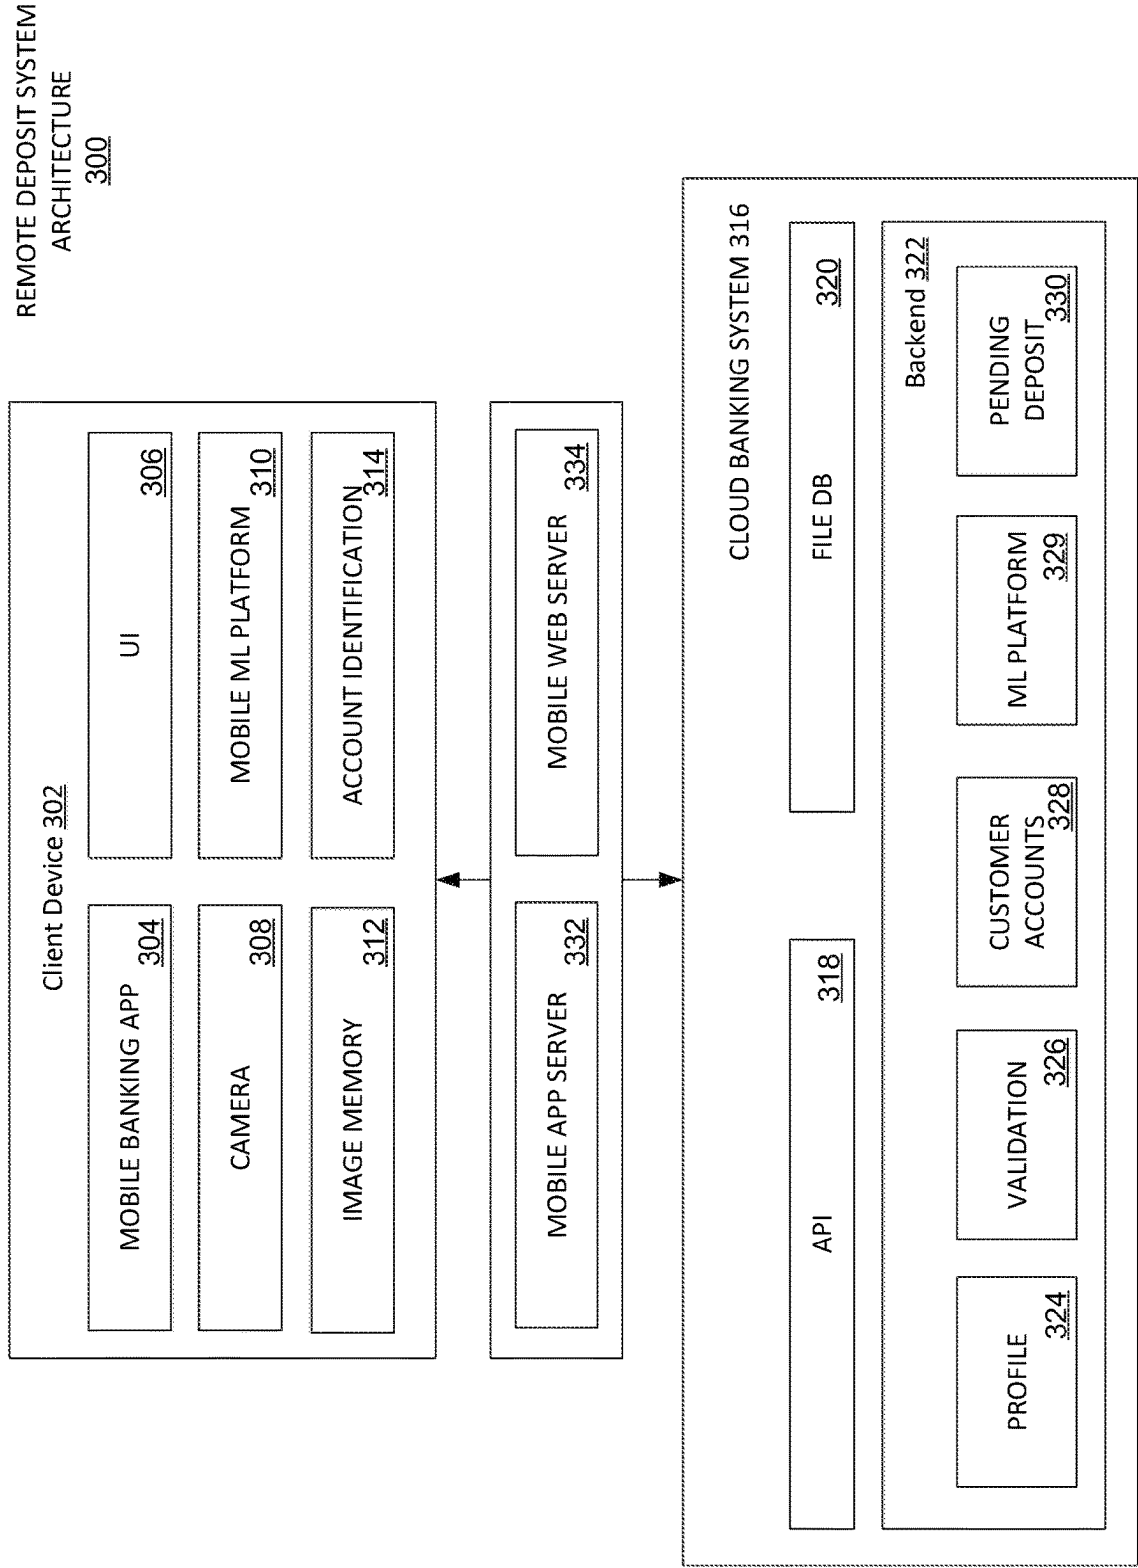 REMOTE DEPOSIT SYSTEM
ARCHITECTURE
300
Client Device 302
MOBILE BANKING APP
304
UI
306
CAMERA
308
MOBILE ML PLATFORM
310
IMAGE MEMORY
312
ACCOUNT IDENTIFICATION
314
MOBILE APP SERVER
332
MOBILE WEB SERVER
334
CLOUD BANKING SYSTEM 316
API
318
FILE DB
320
Backend 322
PROFILE
324
VALIDATION
326
CUSTOMER
ACCOUNTS
328
ML PLATFORM
329
PENDING
DEPOSIT
330